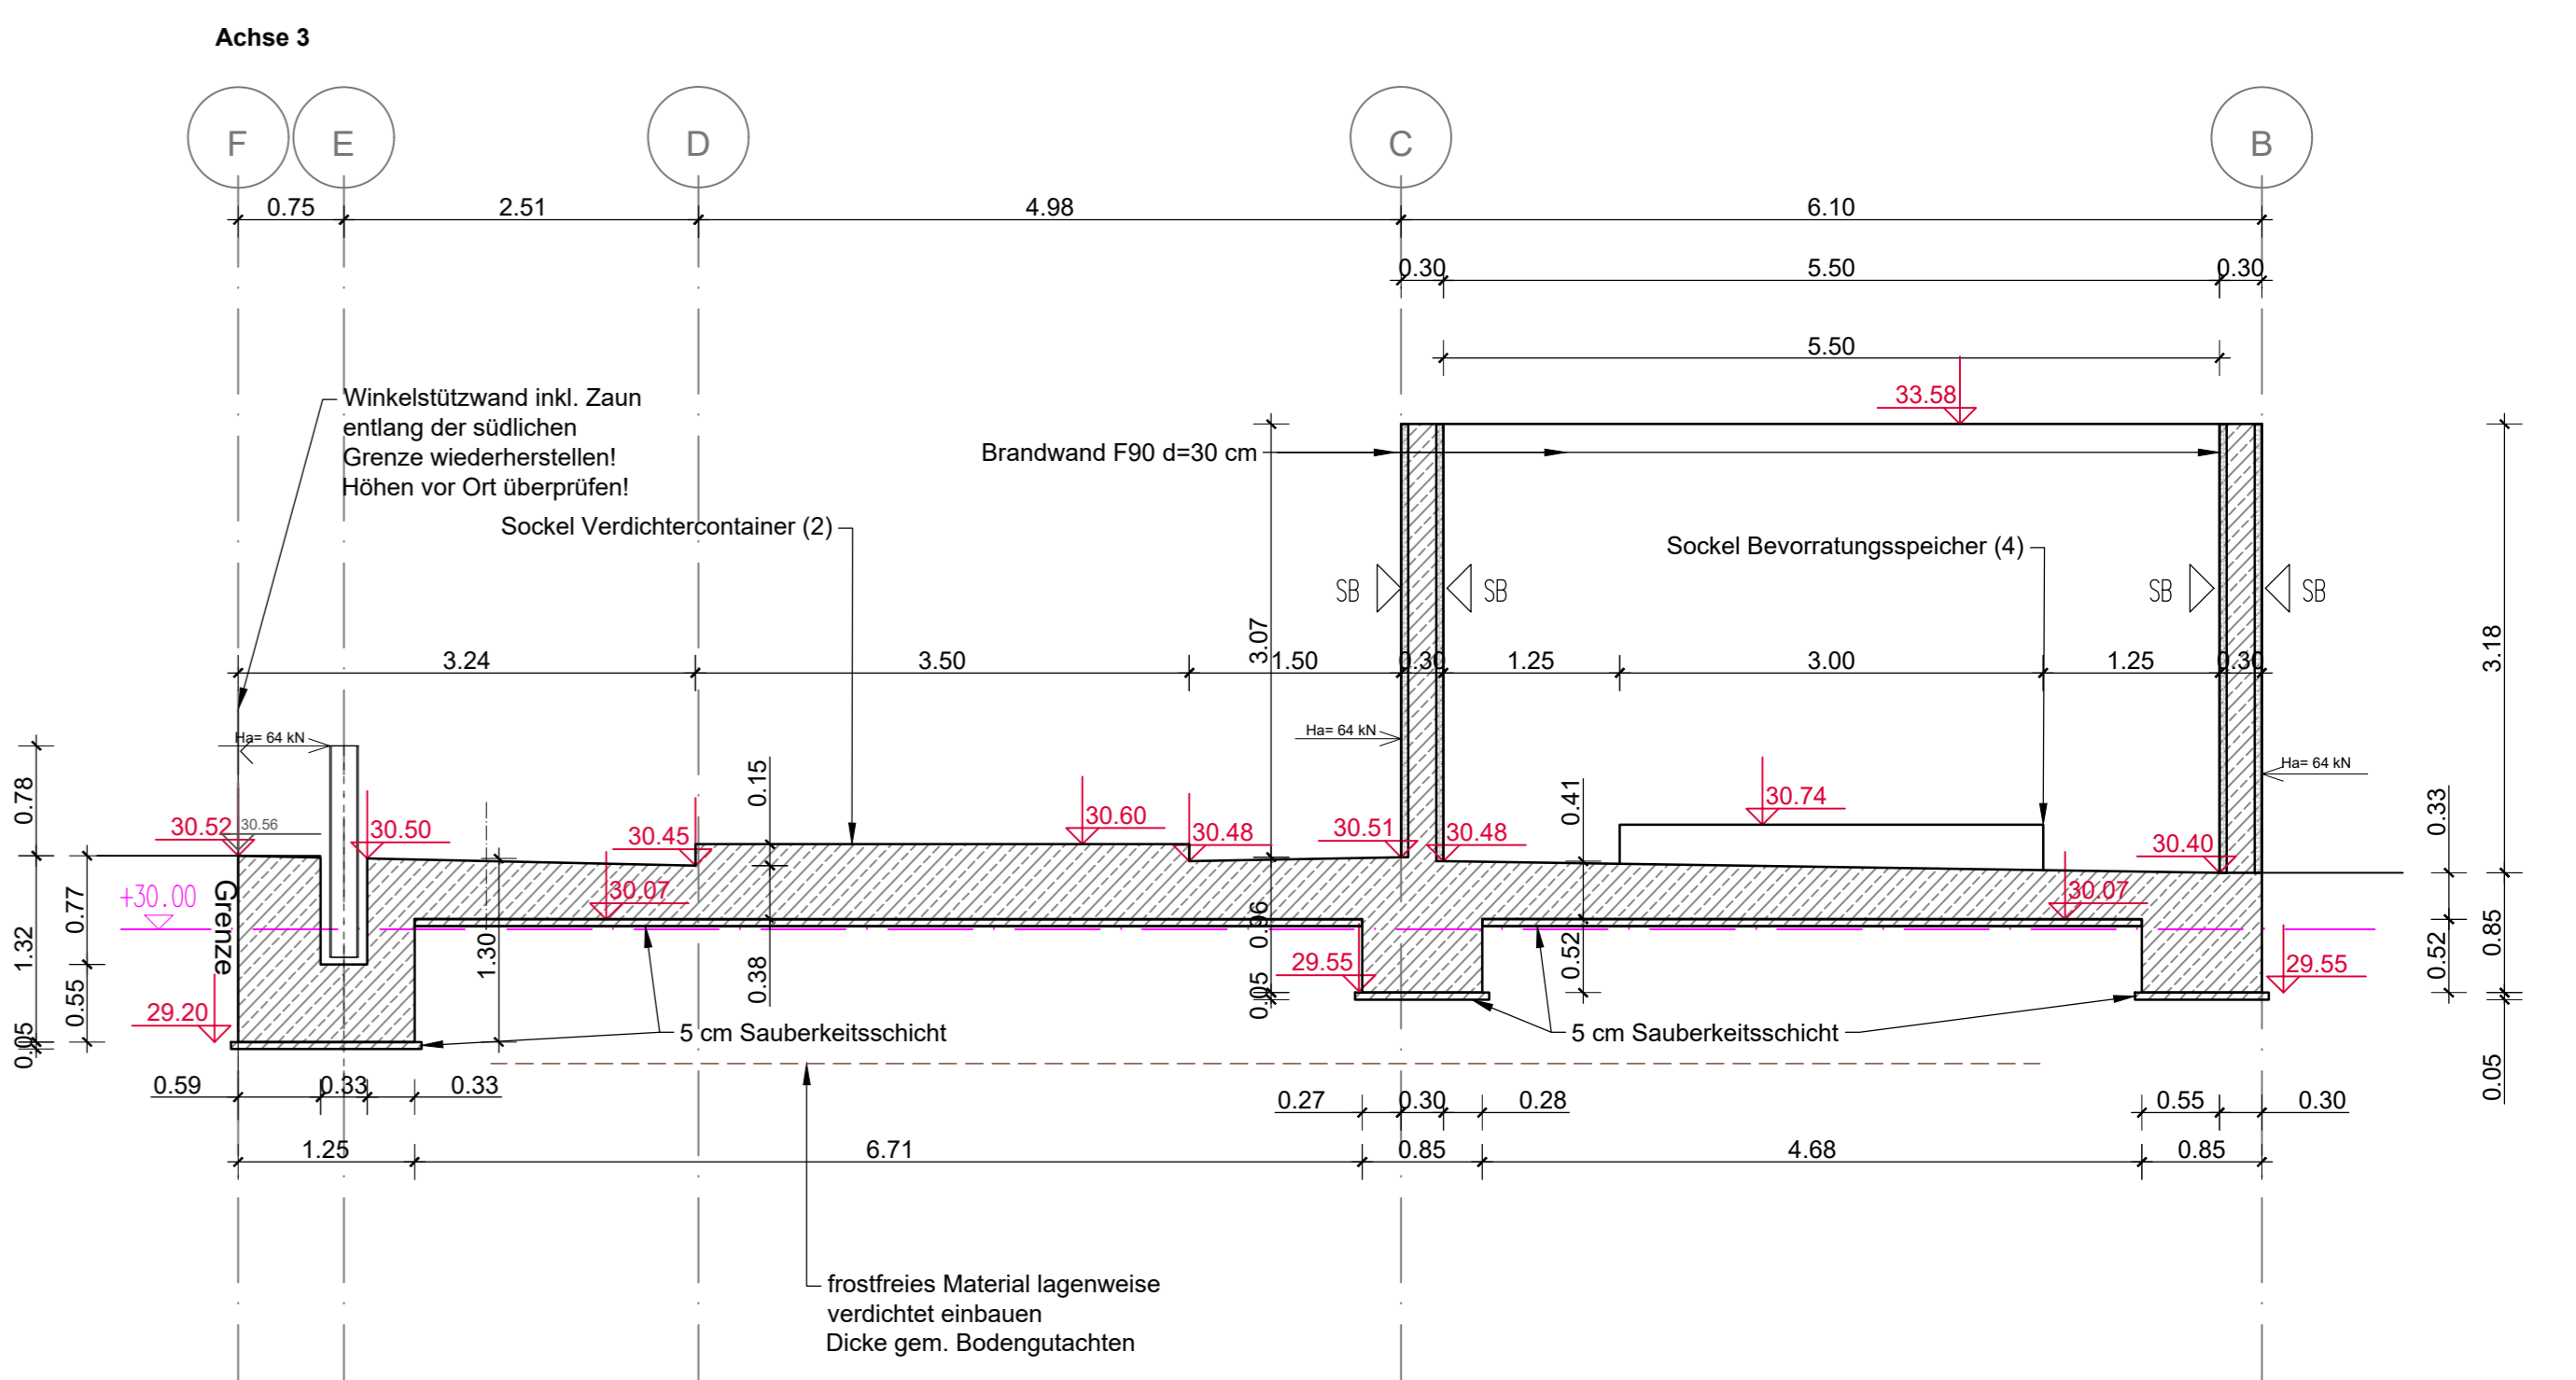 Achse 3
F
E
D
C
B
0.75
2.51
4.98
6.10
0.30
5.50
0.30
5.50
33.58
Winkelstützwand inkl. Zaun
entlang der südlichen
Grenze wiederherstellen!
Höhen vor Ort überprüfen!
Brandwand F90 d=30 cm
Sockel Verdichtercontainer (2)
Sockel Bevorratungsspeicher (4)
SB
SB
SB
SB
3.07
3.18
3.24
3.50
1.50
0.30
1.25
3.00
1.25
0.30
Ha= 64 kN
Ha= 64 kN
Ha= 64 kN
0.78
0.15
0.41
0.33
30.52
30.56
30.50
30.45
30.60
30.48
30.51
30.48
30.74
30.40
+30.00
Grenze
30.07
30.07
1.32
0.77
0.55
0.05
1.30
0.38
0.96
0.05
0.52
0.52
0.85
0.05
29.20
29.55
29.55
5 cm Sauberkeitsschicht
5 cm Sauberkeitsschicht
0.59
0.33
0.33
0.27
0.30
0.28
0.55
0.30
1.25
6.71
0.85
4.68
0.85
frostfreies Material lagenweise
verdichtet einbauen
Dicke gem. Bodengutachten